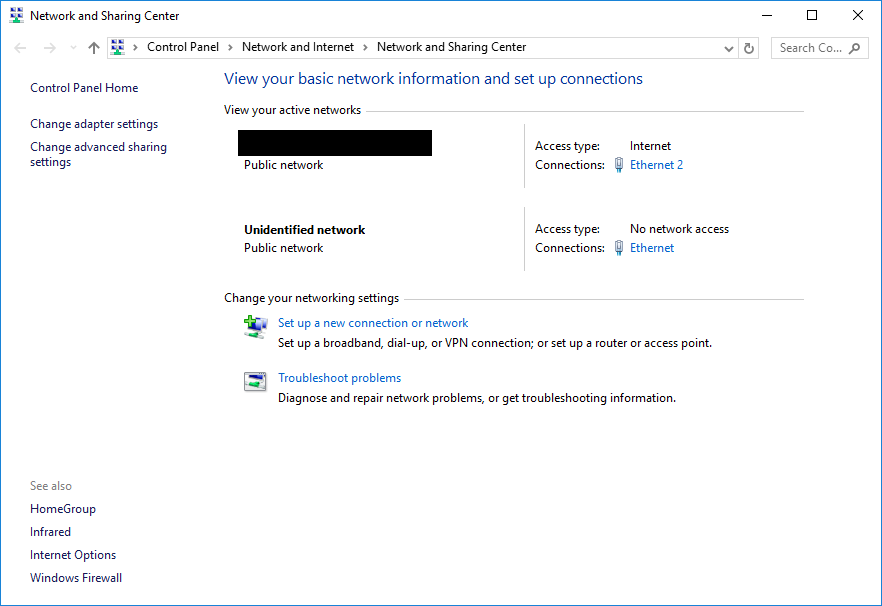 Network and Sharing Center
Control Panel > Network and Internet > Network and Sharing Center
Search Co...
Control Panel Home
Change adapter settings
Change advanced sharing
settings
View your basic network information and set up connections
View your active networks
Public network
Access type: Internet
Connections: Ethernet 2
Unidentified network
Public network
Access type: No network access
Connections: Ethernet
Change your networking settings
Set up a new connection or network
Set up a broadband, dial-up, or VPN connection; or set up a router or access point.
Troubleshoot problems
Diagnose and repair network problems, or get troubleshooting information.
See also
HomeGroup
Infrared
Internet Options
Windows Firewall